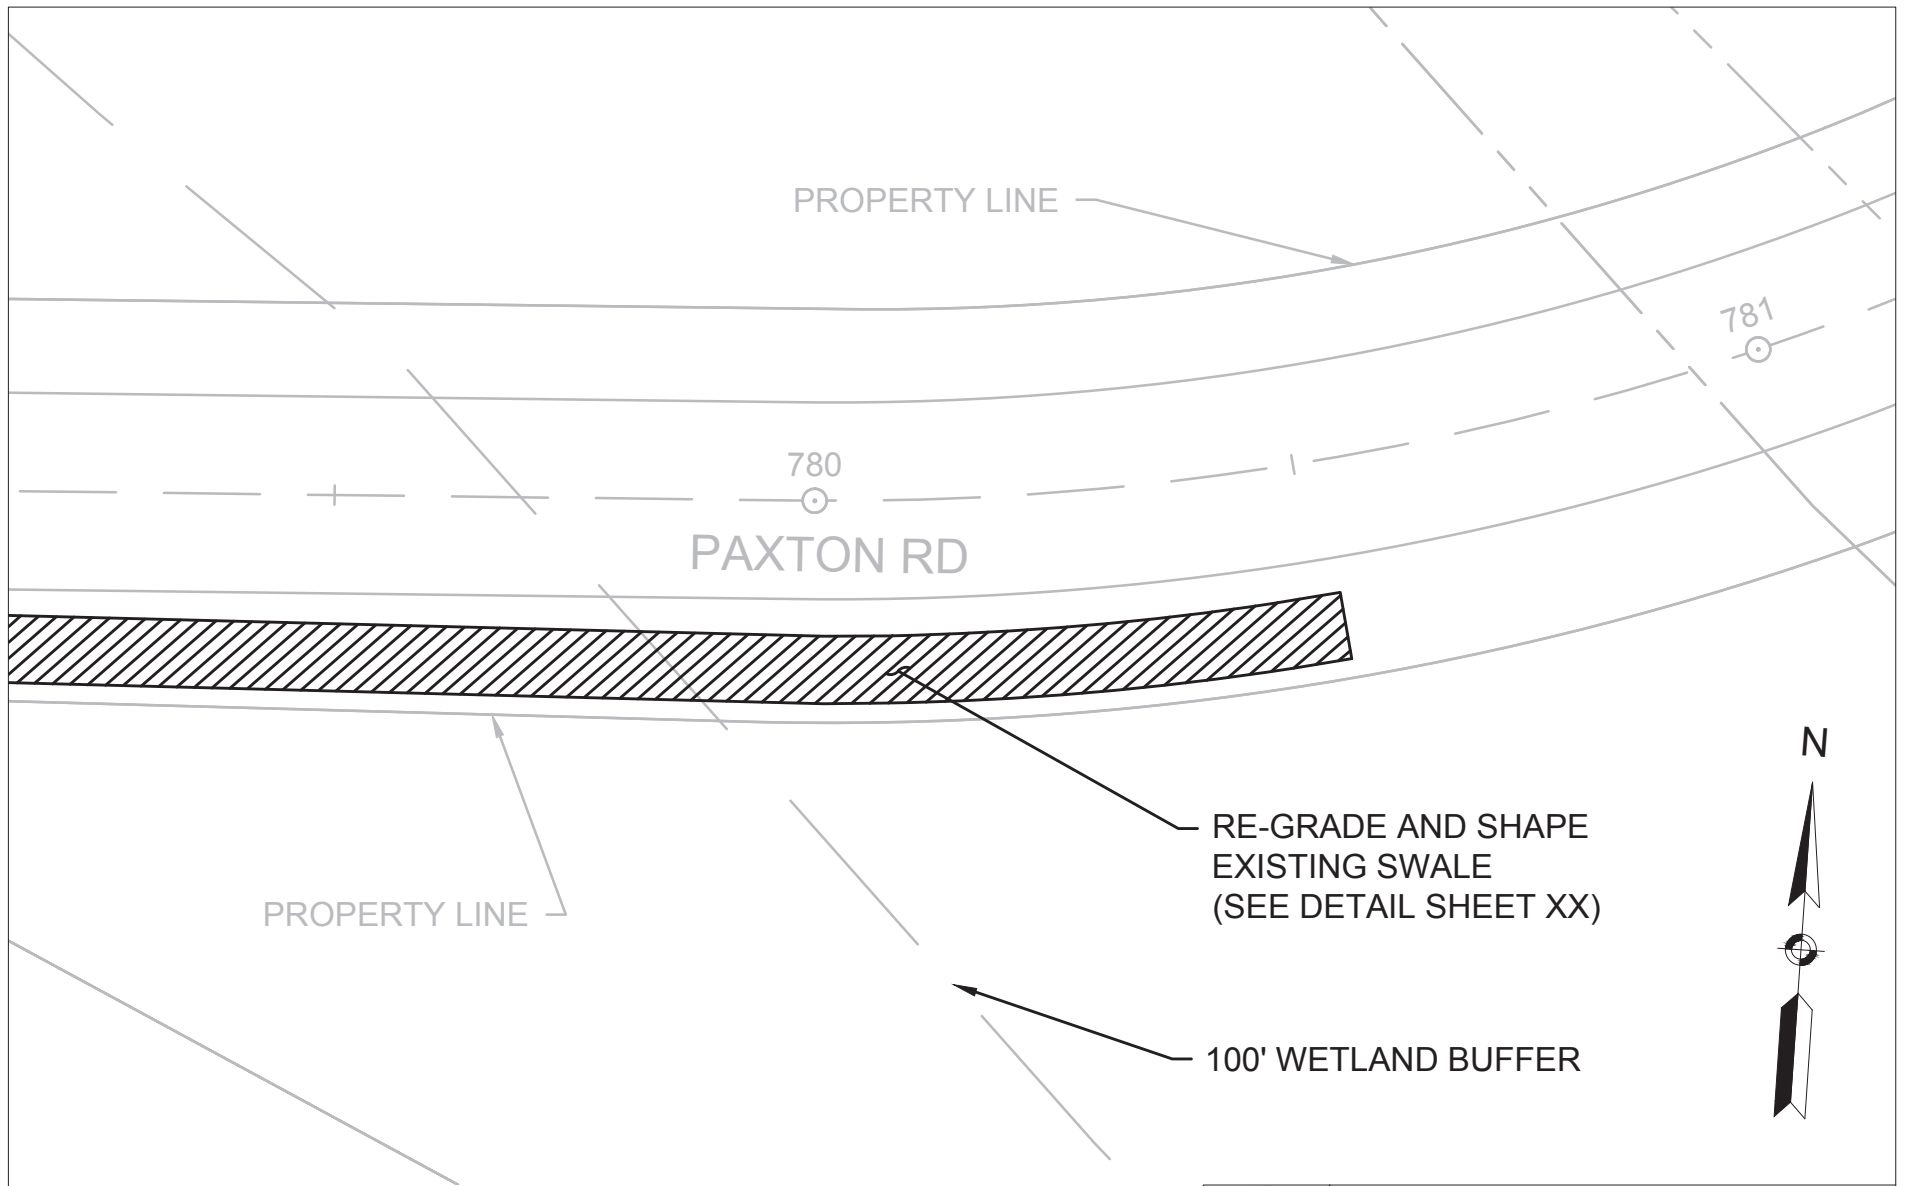 PROPERTY LINE
781
780
PAXTON RD
N
RE-GRADE AND SHAPE
EXISTING SWALE
(SEE DETAIL SHEET XX)
PROPERTY LINE
100' WETLAND BUFFER